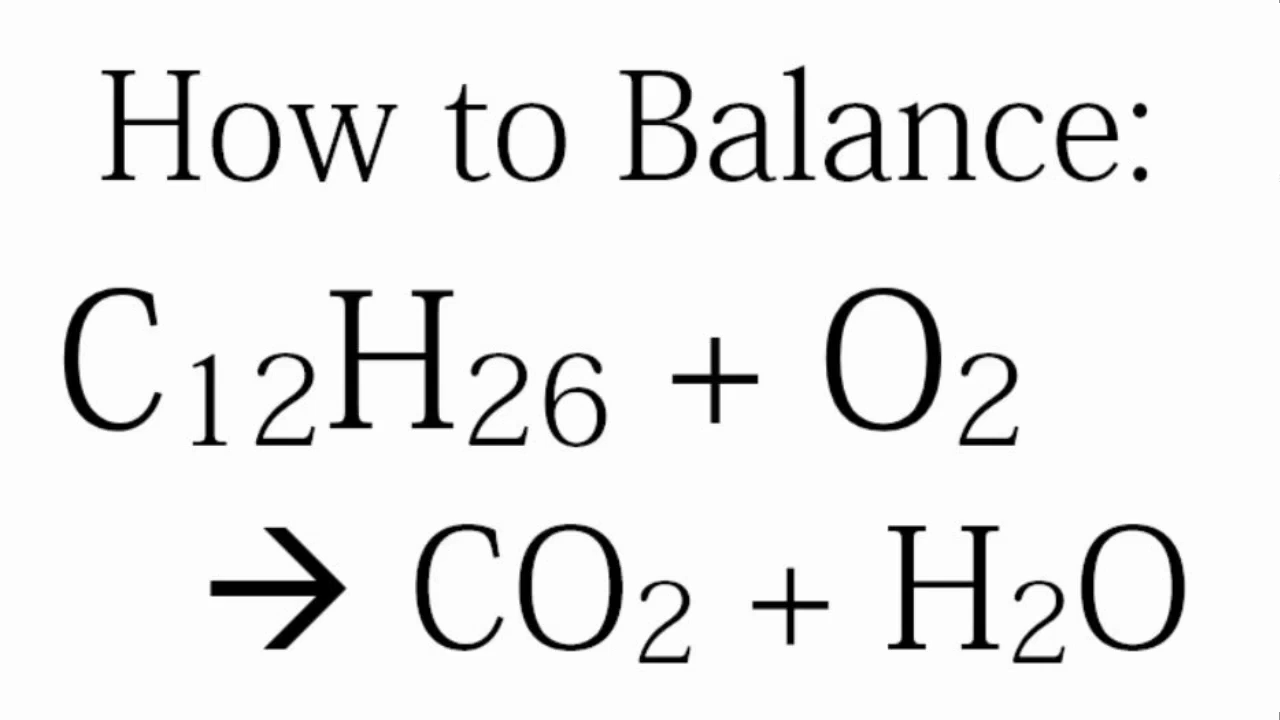 How to Balance:
C₁₂H₂₆ + O₂
→ CO₂ + H₂O